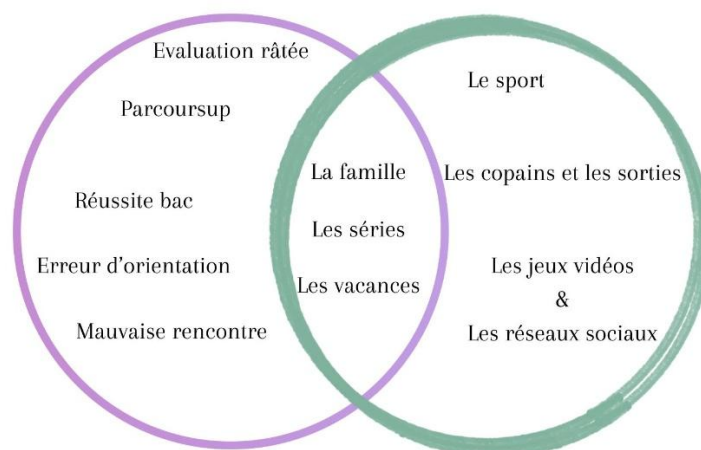 Evaluation râtée
Parcoursup
Réussite bac
Erreur d'orientation
Mauvaise rencontre
La famille
Les séries
Les vacances
Le sport
Les copains et les sorties
Les jeux vidéos
&
Les réseaux sociaux